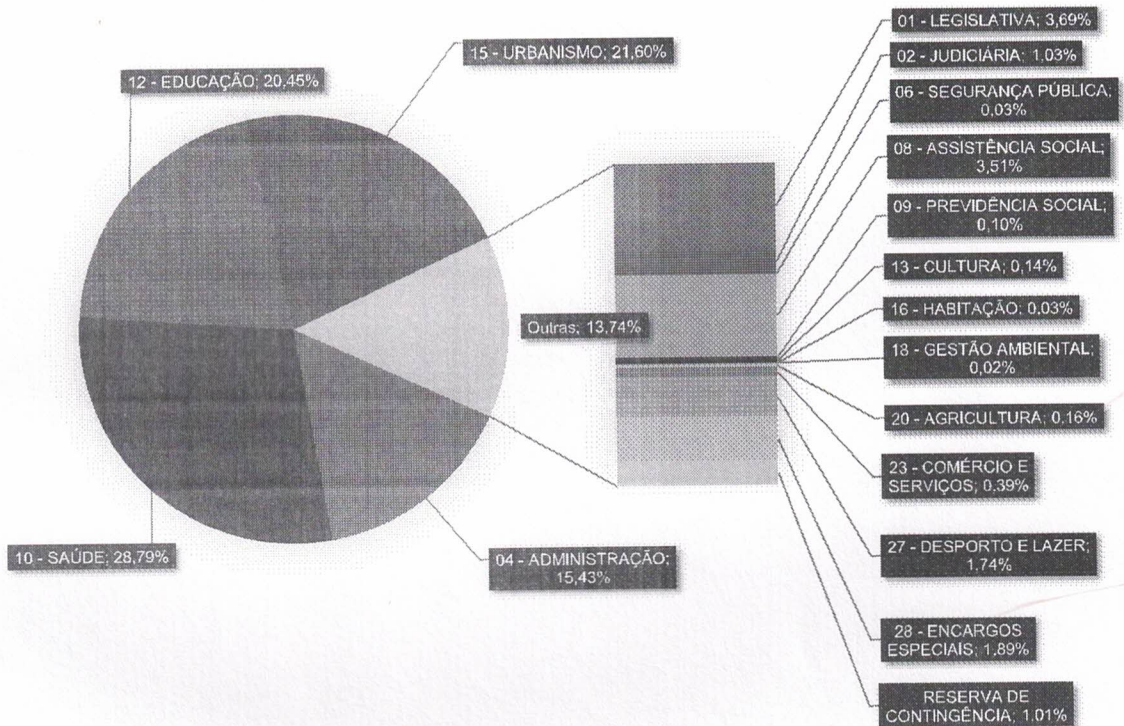 12 - EDUCAÇÃO; 20,45%
15 - URBANISMO; 21,60%
10 - SAÚDE; 28,79%
04 - ADMINISTRAÇÃO;
15,43%
Outras; 13,74%
01 - LEGISLATIVA; 3,69%
02 - JUDICIÁRIA; 1,03%
06 - SEGURANÇA PÚBLICA;
0,03%
08 - ASSISTÊNCIA SOCIAL;
3,51%
09 - PREVIDÊNCIA SOCIAL;
0,10%
13 - CULTURA; 0,14%
16 - HABITAÇÃO; 0,03%
18 - GESTÃO AMBIENTAL;
0,02%
20 - AGRICULTURA; 0,16%
23 - COMÉRCIO E
SERVIÇOS; 0,39%
27 - DESPORTO E LAZER;
1,74%
28 - ENCARGOS
ESPECIAIS; 1,89%
RESERVA DE
CONTINGÊNCIA; 1,01%